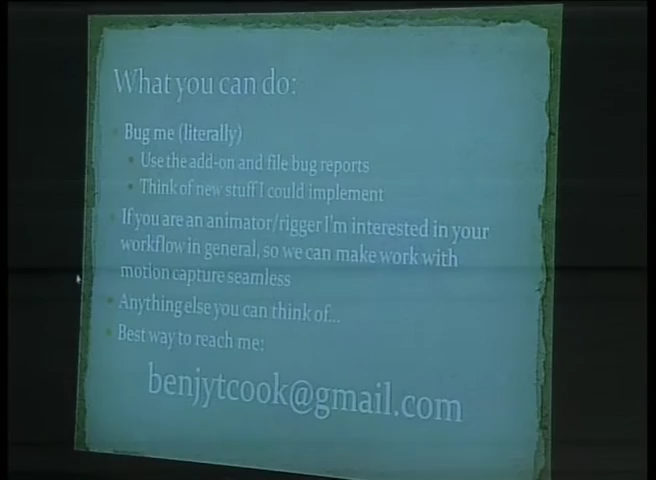 What you can do:
Bug me (literally)
Use the add-on and file bug reports
Think of new stuff I could implement
If you are an animator/rigger I'm interested in your
workflow in general, so we can make work with
motion capture seamless
Anything else you can think of...
Best way to reach me:
benjytcook@gmail.com